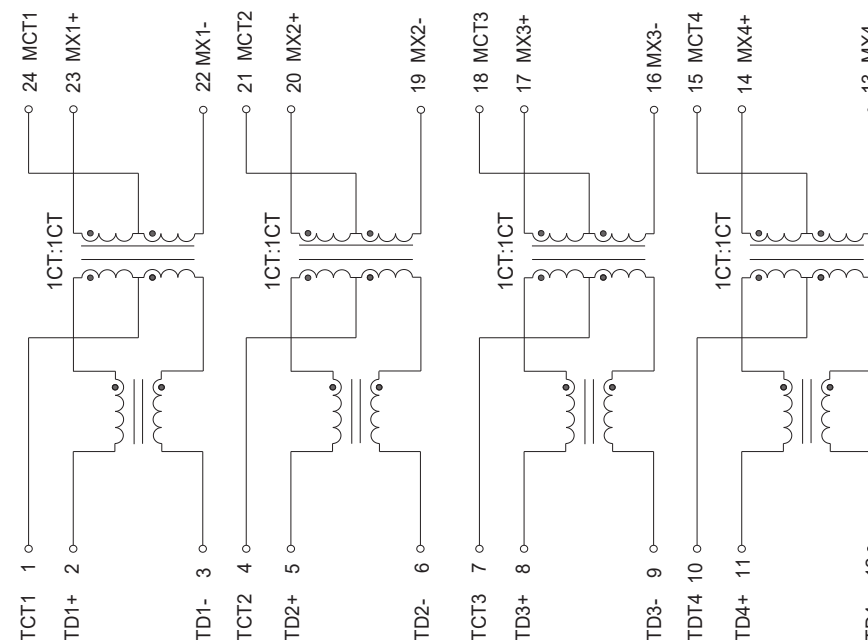 24 MCT1
23 MX1+
22 MX1-
21 MCT2
20 MX2+
19 MX2-
18 MCT3
17 MX3+
16 MX3-
15 MCT4
14 MX4+
1CT:1CT
1CT:1CT
1CT:1CT
1CT:1CT
TCT1 1
TD1+ 2
TD1- 3
TCT2 4
TD2+ 5
TD2- 6
TCT3 7
TD3+ 8
TD3- 9
TDT4 10
TD4+ 11